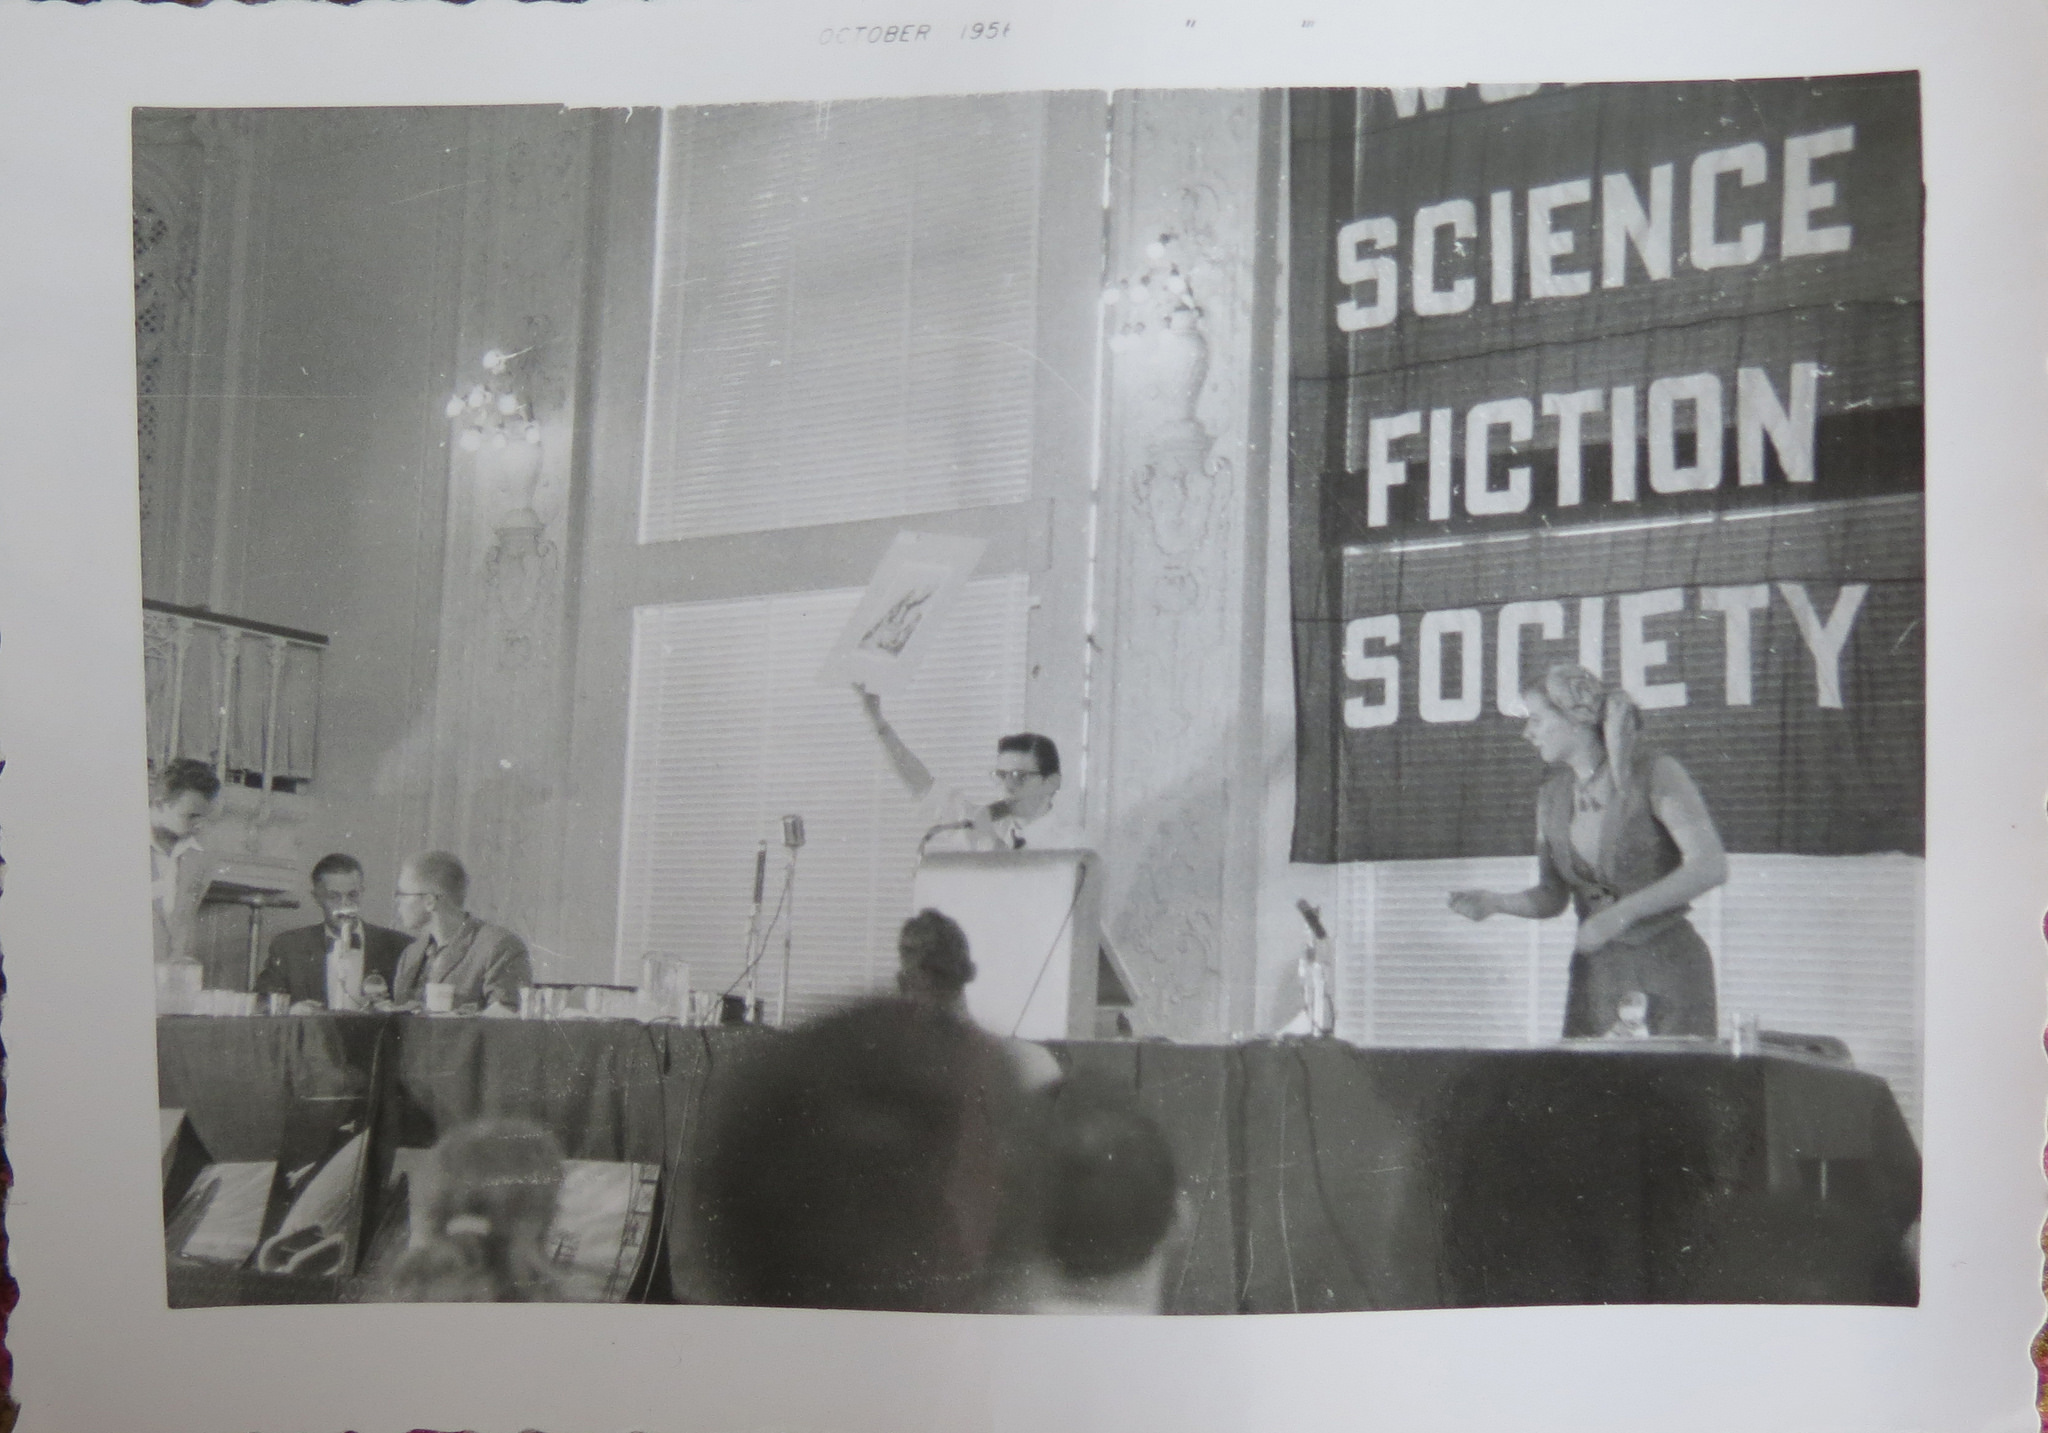 OCTOBER 1956
SCIENCE
FICTION
SOCIETY